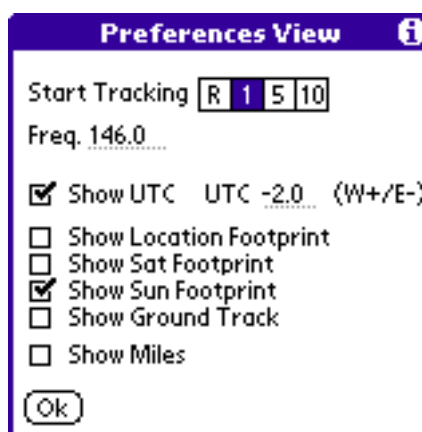 Preferences View i
Start Tracking R 1 5 10
Freq. 146.0
Show UTC UTC -2.0 (W+/E-)
Show Location Footprint
Show Sat Footprint
Show Sun Footprint
Show Ground Track
Show Miles
Ok